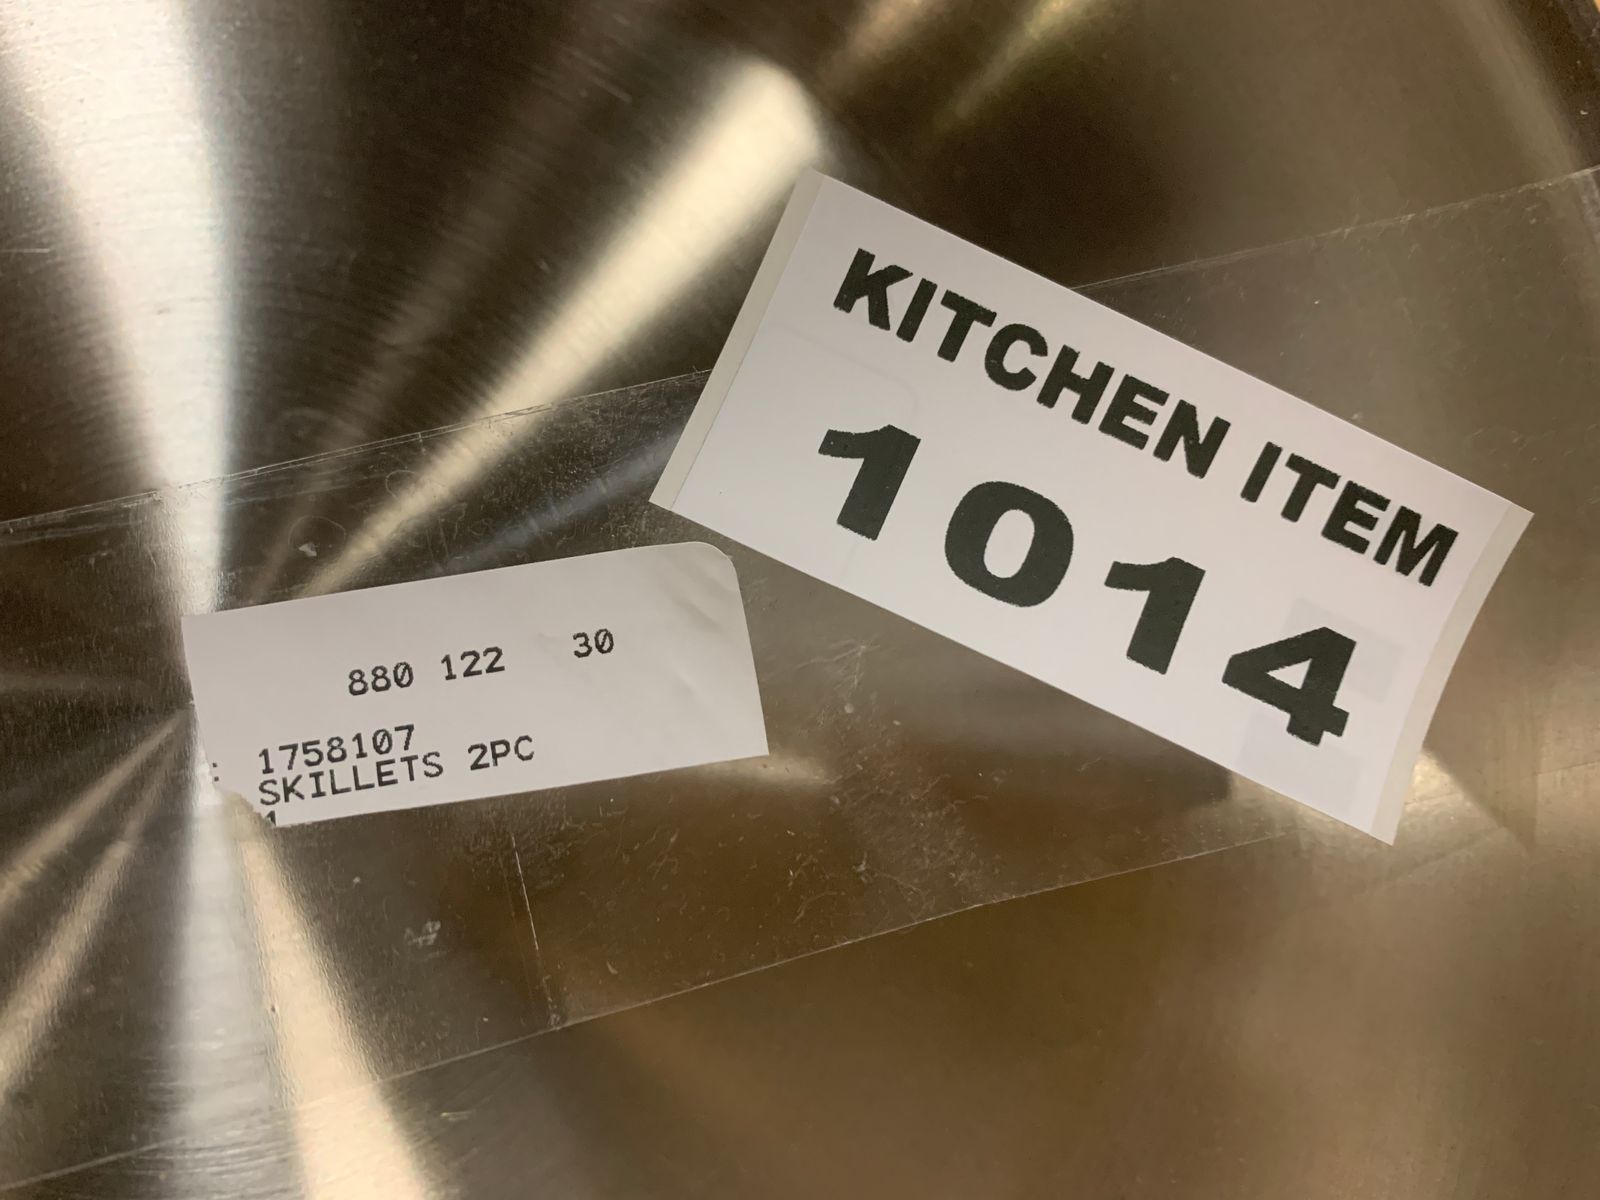 KITCHEN ITEM
1014
880 122 30
: 1758107
SKILLETS 2PC